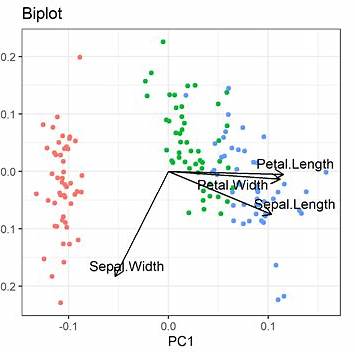 Biplot
0.2
0.1
0.0
0.1
0.2
Petal.Length
Petal.Width
Sepal.Length
Sepal.Width
-0.1 0.0 0.1
PC1